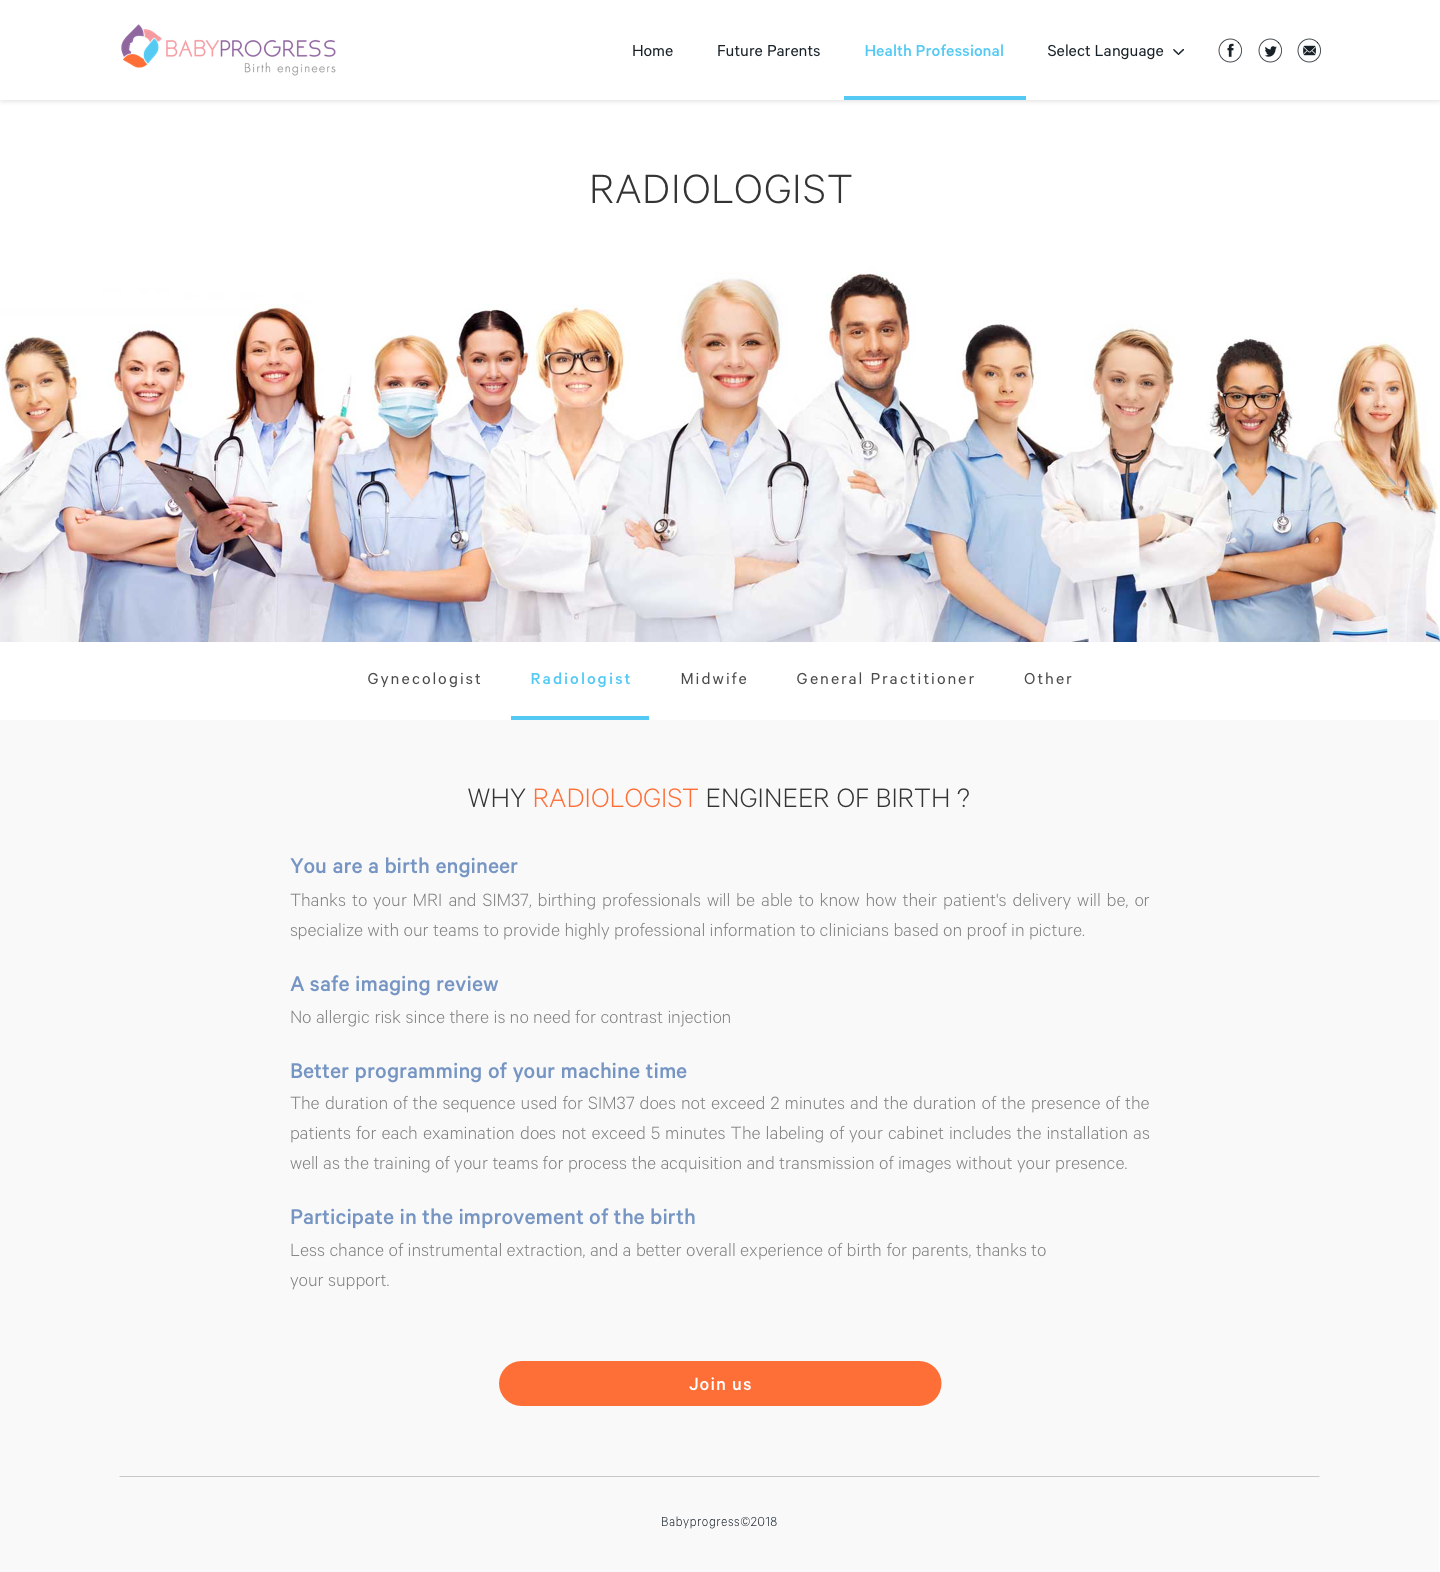 BABYPROGRESS
Birth engineers
Home Future Parents Health Professional Select Language
RADIOLOGIST
Gynecologist Radiologist Midwife General Practitioner Other
WHY RADIOLOGIST ENGINEER OF BIRTH ?
You are a birth engineer
Thanks to your MRI and SIM37, birthing professionals will be able to know how their patient's delivery will be, or
specialize with our teams to provide highly professional information to clinicians based on proof in picture.
A safe imaging review
No allergic risk since there is no need for contrast injection
Better programming of your machine time
The duration of the sequence used for SIM37 does not exceed 2 minutes and the duration of the presence of the
patients for each examination does not exceed 5 minutes The labeling of your cabinet includes the installation as
well as the training of your teams for process the acquisition and transmission of images without your presence.
Participate in the improvement of the birth
Less chance of instrumental extraction, and a better overall experience of birth for parents, thanks to
your support.
Join us
Babyprogress©2018